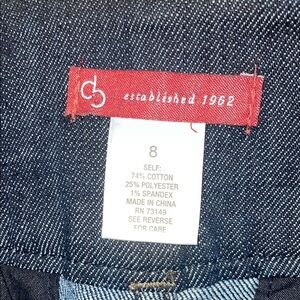 established 1962
8
SELF:
74% COTTON
25% POLYESTER
1% SPANDEX
MADE IN CHINA
RN 73149
SEE REVERSE
FOR CARE